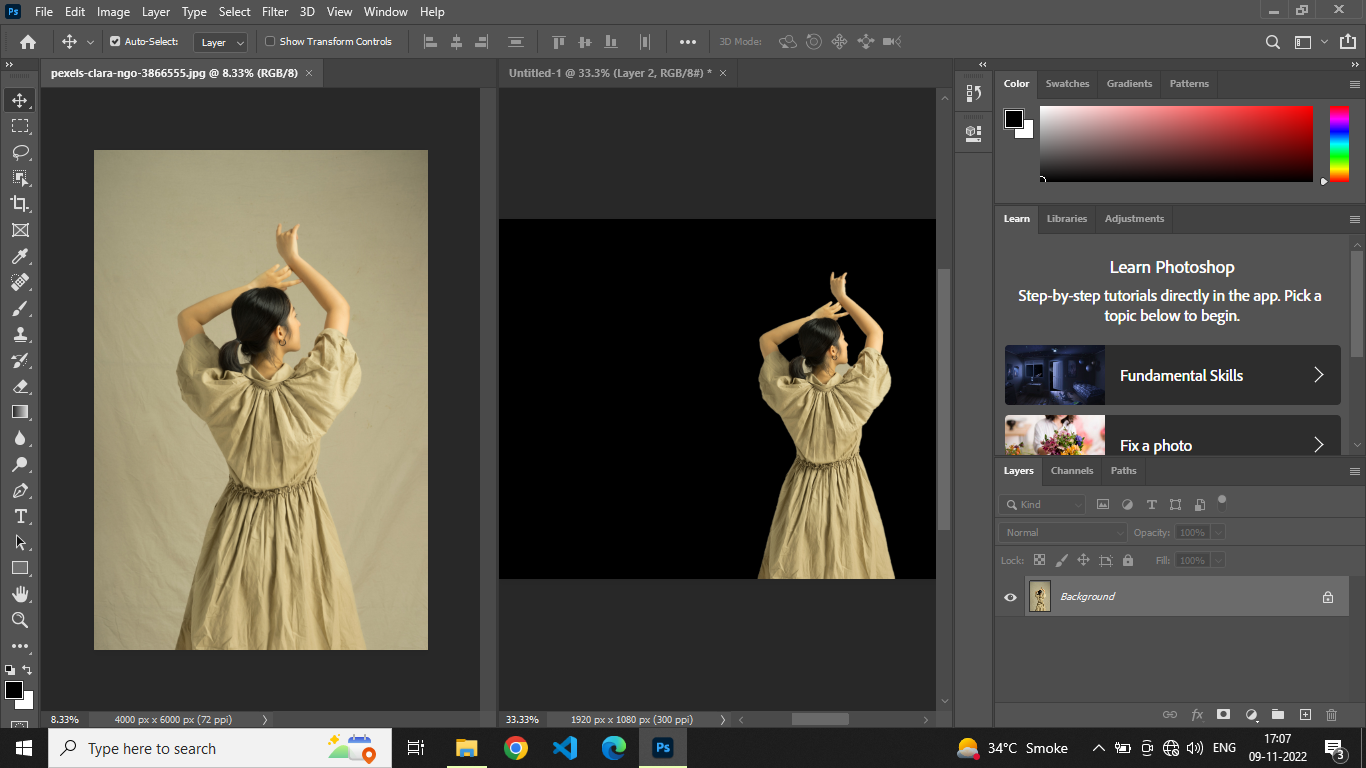 Ps File Edit Image Layer Type Select Filter 3D View Window Help
Auto-Select: Layer Show Transform Controls 3D Mode:
pexels-clara-ngo-3866555.jpg @ 8.33% (RGB/8) ×
Untitled-1 @ 33.3% (Layer 2, RGB/8#) * ×
Color Swatches Gradients Patterns
Learn Libraries Adjustments
Learn Photoshop
Step-by-step tutorials directly in the app. Pick a
topic below to begin.
Fundamental Skills
Fix a photo
Layers Channels Paths
Kind
Normal Opacity: 100%
Lock: Fill: 100%
Background
fx
8.33% 4000 px x 6000 px (72 ppi)
33.33% 1920 px x 1080 px (300 ppi)
Type here to search
Ps
34°C Smoke
ENG
17:07
09-11-2022
3